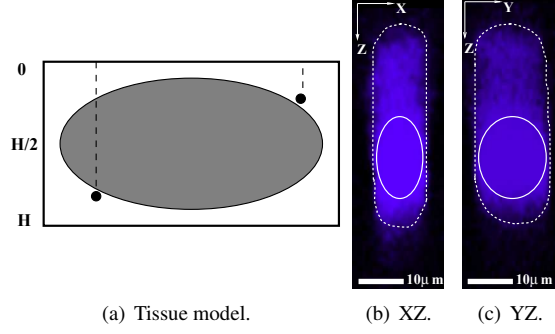 0
H/2
H
X
Z
10μ m
Y
Z
10μ m
(a) Tissue model.
(b) XZ.
(c) YZ.